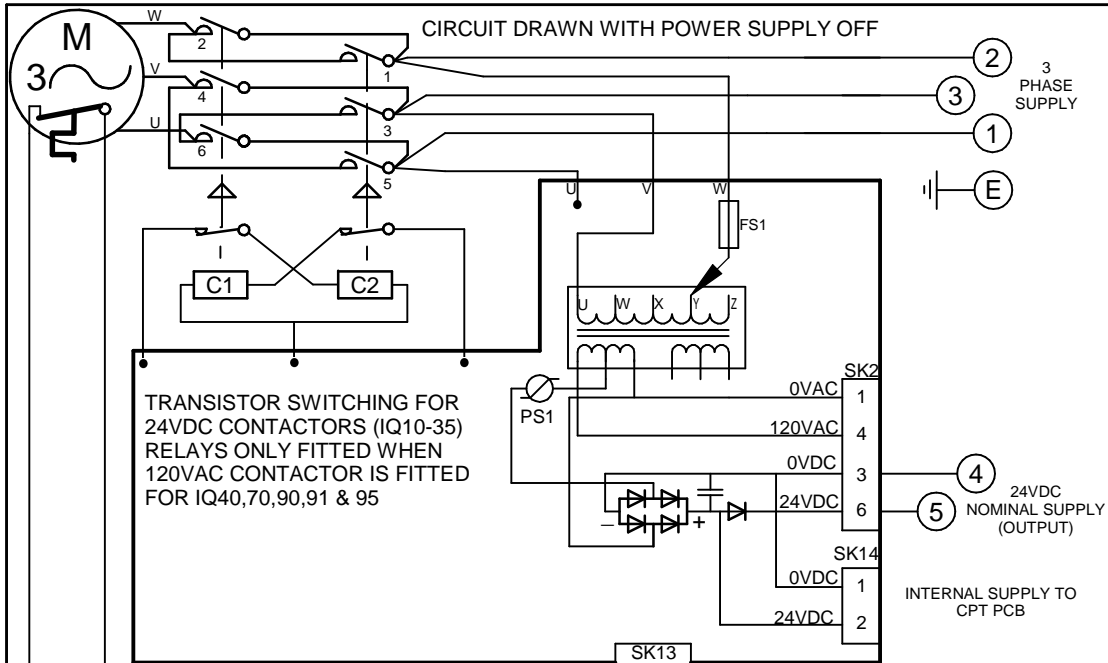 CIRCUIT DRAWN WITH POWER SUPPLY OFF
W
M
3
V
U
2
1
4
3
6
5
2
3
PHASE
SUPPLY
3
1
E
U
V
W
FS1
C1
C2
U
W
X
Y
Z
PS1
TRANSISTOR SWITCHING FOR
24VDC CONTACTORS (IQ10-35)
RELAYS ONLY FITTED WHEN
120VAC CONTACTOR IS FITTED
FOR IQ40,70,90,91 & 95
SK2
0VAC 1
120VAC 4
0VDC 3
24VDC 6
4
5
24VDC
NOMINAL SUPPLY
(OUTPUT)
– +
SK14
0VDC 1
24VDC 2
INTERNAL SUPPLY TO
CPT PCB
SK13